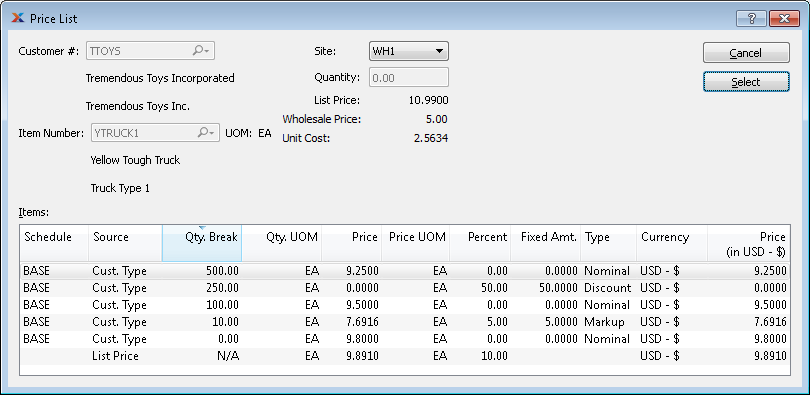 Price List
Customer #: TTOYS Site: WH1 Cancel
Tremendous Toys Incorporated Quantity: 0.00 Select
Tremendous Toys Inc. List Price: 10.9900
Wholesale Price: 5.00
Item Number: YTRUCK1 UOM: EA Unit Cost: 2.5634
Yellow Tough Truck
Truck Type 1
Items:
Schedule Source Qty. Break Qty. UOM Price Price UOM Percent Fixed Amt. Type Currency Price
(in USD - $)
BASE Cust. Type 500.00 EA 9.2500 EA 0.00 0.0000 Nominal USD - $ 9.2500
BASE Cust. Type 250.00 EA 0.0000 EA 50.00 50.0000 Discount USD - $ 0.0000
BASE Cust. Type 100.00 EA 9.5000 EA 0.00 0.0000 Nominal USD - $ 9.5000
BASE Cust. Type 10.00 EA 7.6916 EA 5.00 5.0000 Markup USD - $ 7.6916
BASE Cust. Type 0.00 EA 9.8000 EA 0.00 0.0000 Nominal USD - $ 9.8000
List Price N/A EA 9.8910 EA 10.00 USD - $ 9.8910